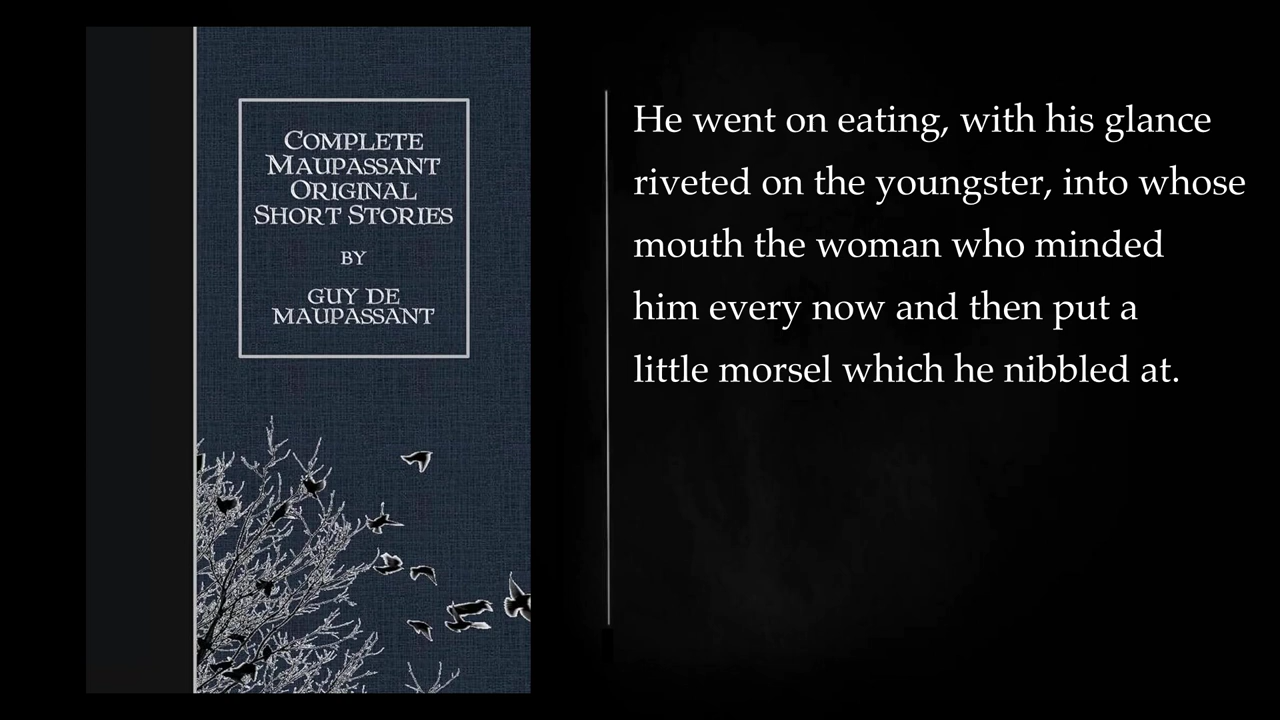 COMPLETE
MAUPASSANT
ORIGINAL
SHORT STORIES
BY
GUY DE
MAUPASSANT
He went on eating, with his glance
riveted on the youngster, into whose
mouth the woman who minded
him every now and then put a
little morsel which he nibbled at.